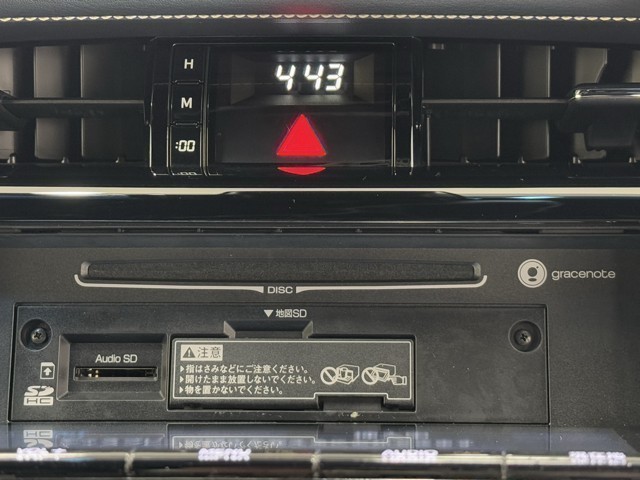 H
4:43
M
:00
DISC
gracenote
▼地図SD
Audio SD
⚠注意
▶指はさみなどにご注意ください。
▶開けたまま放置しないでください。
▶物を置かないでください。
SD
HC